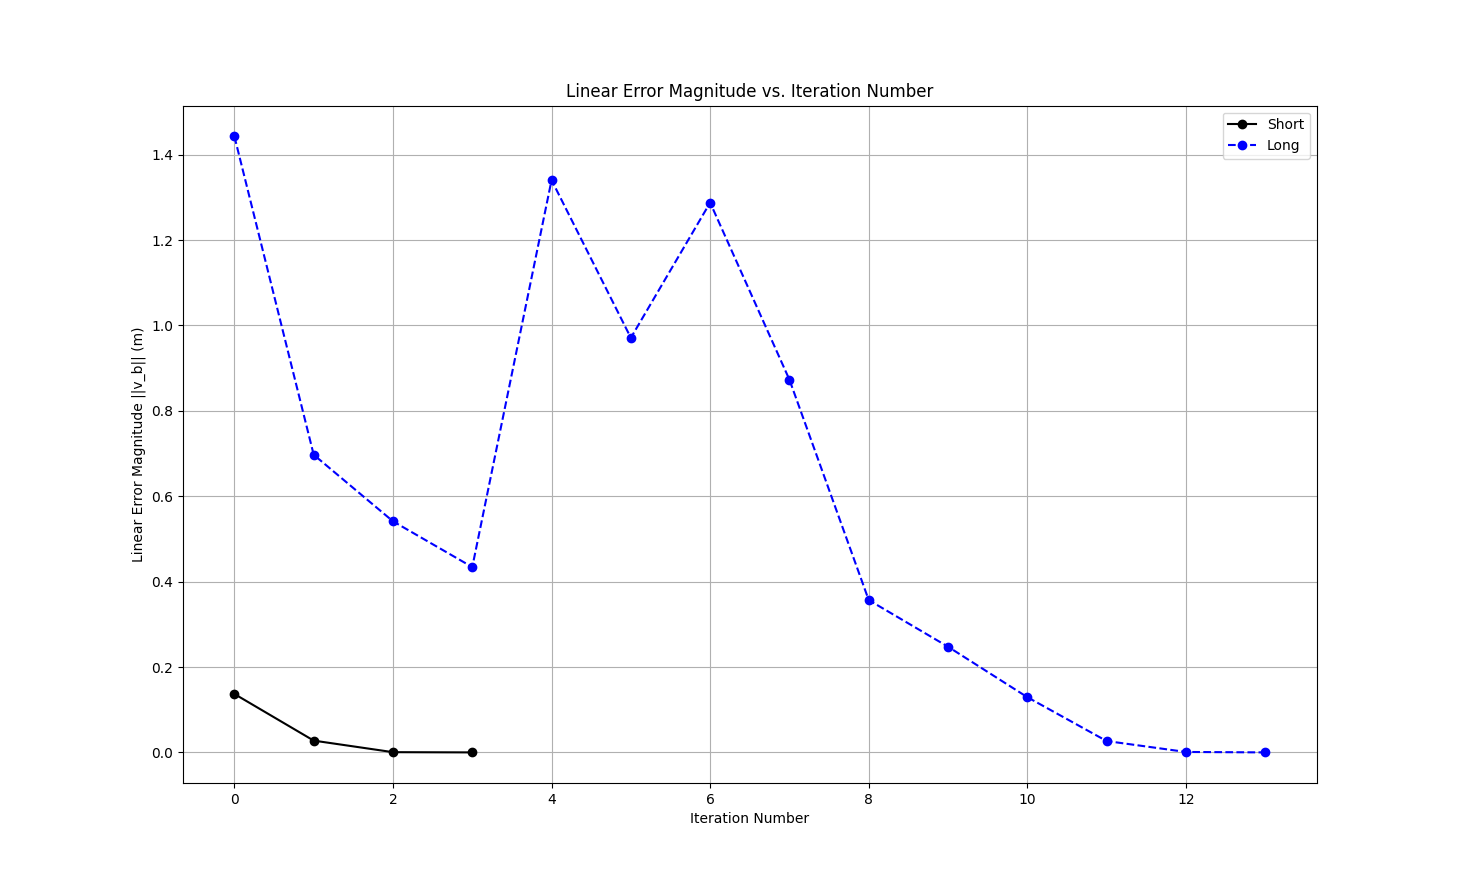 Linear Error Magnitude vs. Iteration Number
Short
Long
Linear Error Magnitude ||v_b|| (m)
1.4
1.2
1.0
0.8
0.6
0.4
0.2
0.0
0 2 4 6 8 10 12
Iteration Number